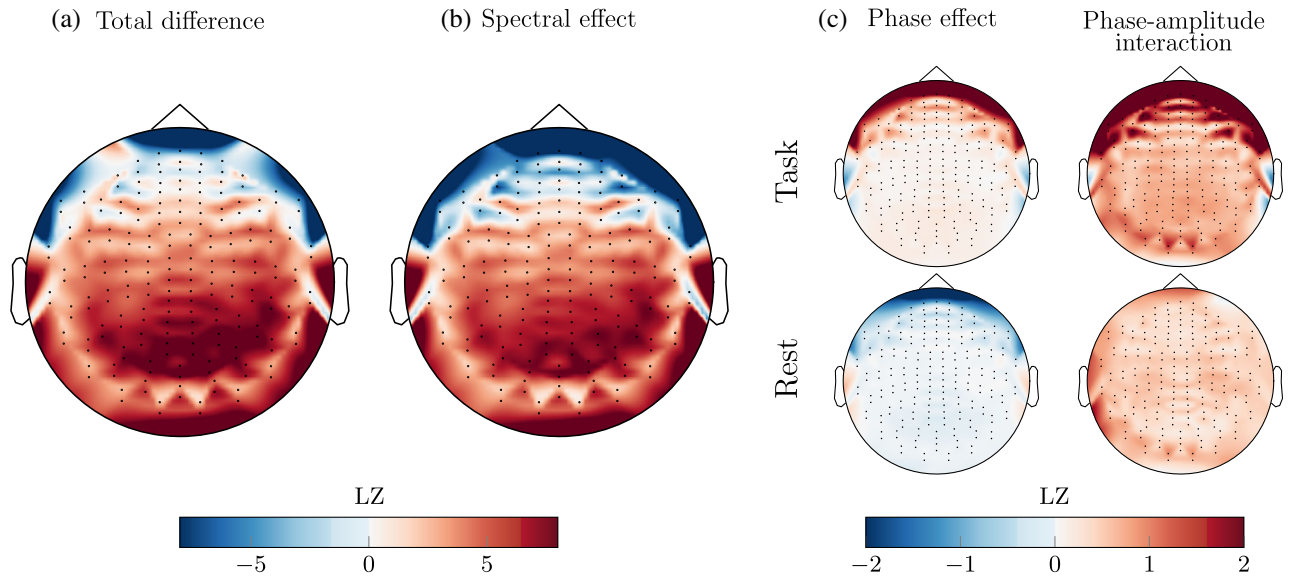 (a) Total difference
(b) Spectral effect
(c) Phase effect
Phase-amplitude
interaction
Task
Rest
LZ
−5 0 5
LZ
−2 −1 0 1 2